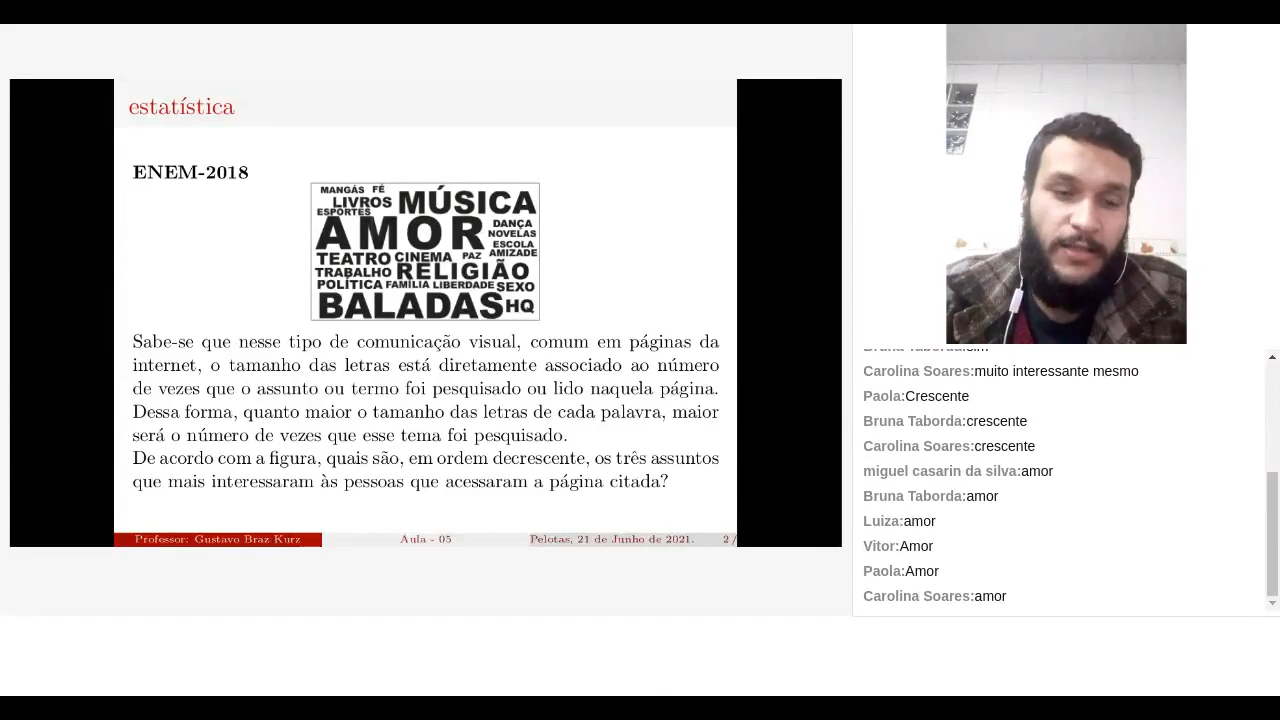 estatística
ENEM-2018
MANGÁS FÉ
LIVROS MÚSICA
ESPORTES
AMOR DANÇA
NOVELAS
ESCOLA
TEATRO CINEMA PAZ AMIZADE
TRABALHO RELIGIÃO
POLÍTICA FAMÍLIA LIBERDADE SEXO
BALADAS HQ
Sabe-se que nesse tipo de comunicação visual, comum em páginas da
internet, o tamanho das letras está diretamente associado ao número
de vezes que o assunto ou termo foi pesquisado ou lido naquela página.
Dessa forma, quanto maior o tamanho das letras de cada palavra, maior
será o número de vezes que esse tema foi pesquisado.
De acordo com a figura, quais são, em ordem decrescente, os três assuntos
que mais interessaram às pessoas que acessaram a página citada?
Professor: Gustavo Braz Kurz Aula - 05 Pelotas, 21 de Junho de 2021. 2 /
Bruna Taborda:sim
Carolina Soares:muito interessante mesmo
Paola:Crescente
Bruna Taborda:crescente
Carolina Soares:crescente
miguel casarin da silva:amor
Bruna Taborda:amor
Luiza:amor
Vitor:Amor
Paola:Amor
Carolina Soares:amor